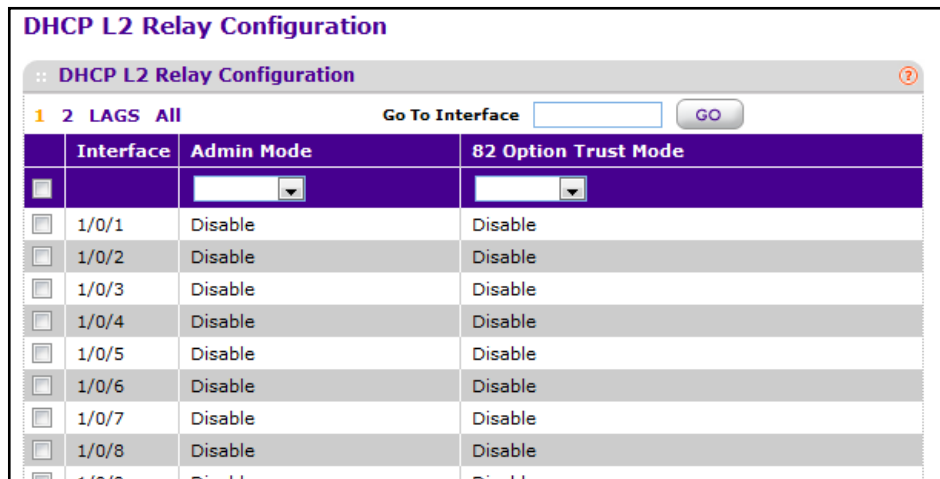 DHCP L2 Relay Configuration
DHCP L2 Relay Configuration ?
1 2 LAGS All Go To Interface GO
Interface Admin Mode 82 Option Trust Mode
1/0/1 Disable Disable
1/0/2 Disable Disable
1/0/3 Disable Disable
1/0/4 Disable Disable
1/0/5 Disable Disable
1/0/6 Disable Disable
1/0/7 Disable Disable
1/0/8 Disable Disable